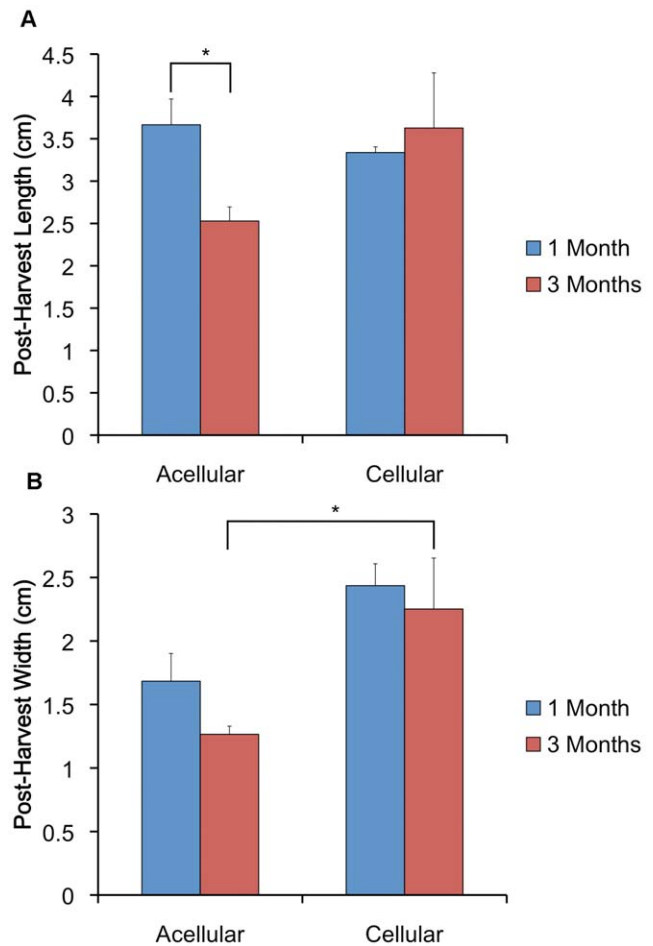 A
Post-Harvest Length (cm)
4.5
4
3.5
3
2.5
2
1.5
1
0.5
0
*
Acellular Cellular
1 Month
3 Months
B
Post-Harvest Width (cm)
3
2.5
2
1.5
1
0.5
0
*
Acellular Cellular
1 Month
3 Months